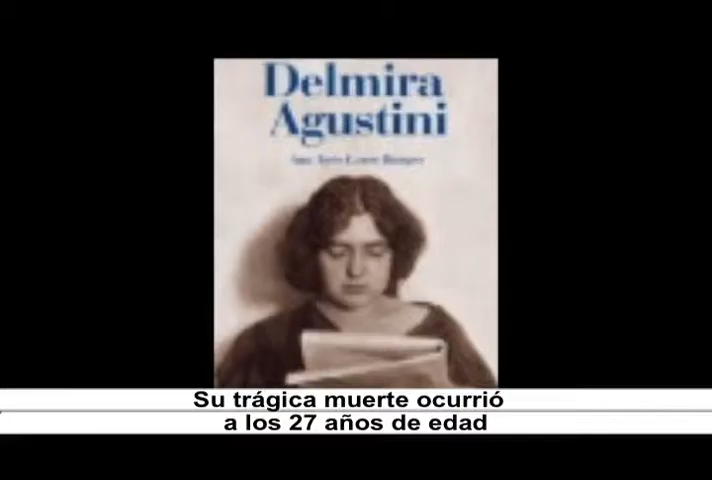 Delmira
Agustini
Su trágica muerte ocurrió
a los 27 años de edad